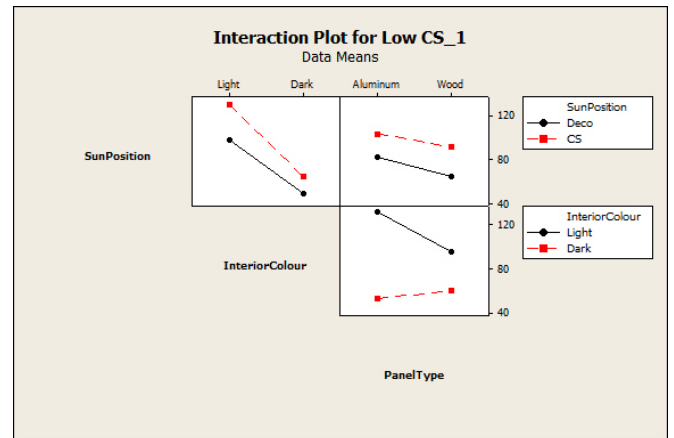 Interaction Plot for Low CS_1
Data Means
Light Dark Aluminum Wood
SunPosition
120
80
40
SunPosition
Deco
CS
InteriorColour
120
80
40
InteriorColour
Light
Dark
PanelType